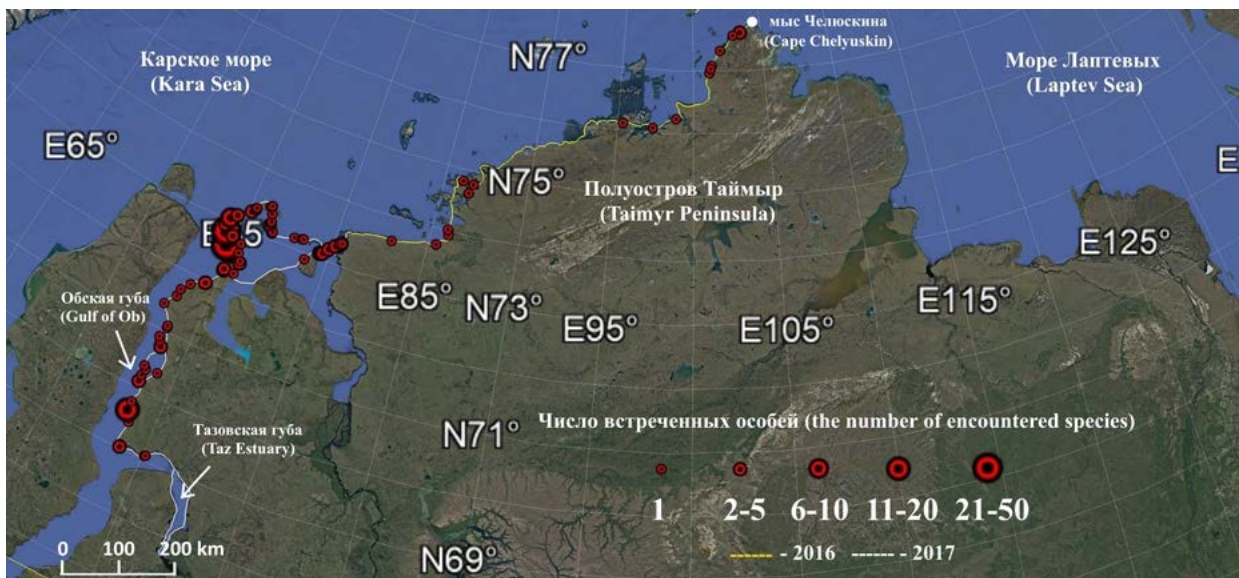 мыс Челюскина
(Cape Chelyuskin)
Карское море
(Kara Sea)
N77°
Море Лаптевых
(Laptev Sea)
E65°
E
N75°
Полуостров Таймыр
(Taimyr Peninsula)
E125°
Обская губа
(Gulf of Ob)
E85°
N73°
E95°
E105°
E115°
Тазовская губа
(Taz Estuary)
N71°
Число встреченных особей (the number of encountered species)
1 2-5 6-10 11-20 21-50
0 100 200 km
N69°
- 2016 - 2017